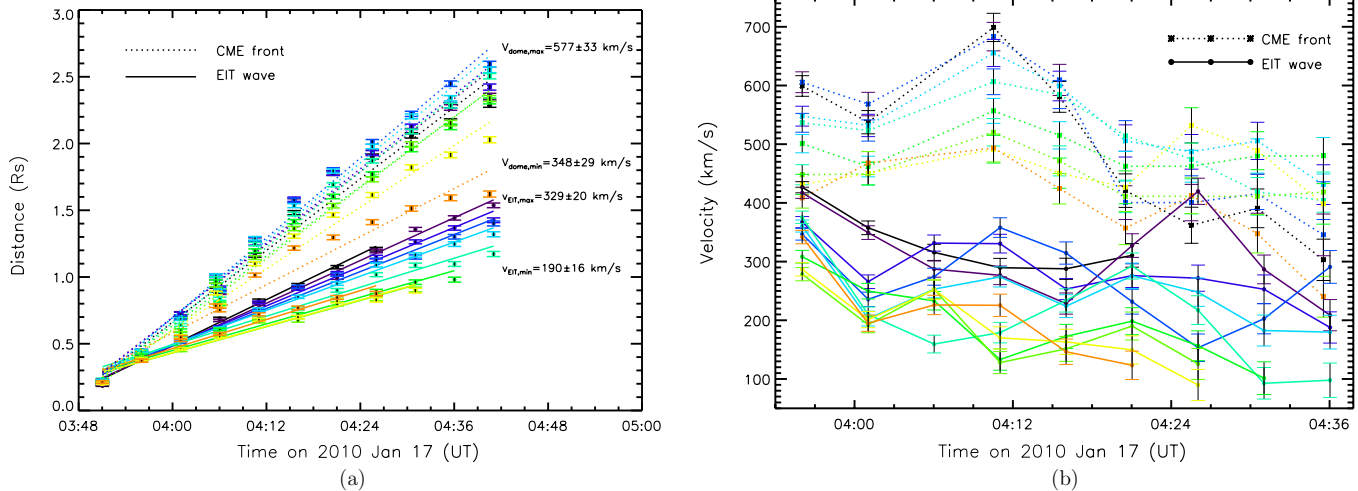 3.0
2.5
2.0
1.5
1.0
0.5
0.0
Distance (Rs)
CME front
EIT wave
v_dome,max=577±33 km/s
v_dome,min=348±29 km/s
v_EIT,max=329±20 km/s
v_EIT,min=190±16 km/s
03:48 04:00 04:12 04:24 04:36 04:48 05:00
Time on 2010 Jan 17 (UT)
(a)
700
600
500
400
300
200
100
Velocity (km/s)
CME front
EIT wave
04:00 04:12 04:24 04:36
Time on 2010 Jan 17 (UT)
(b)